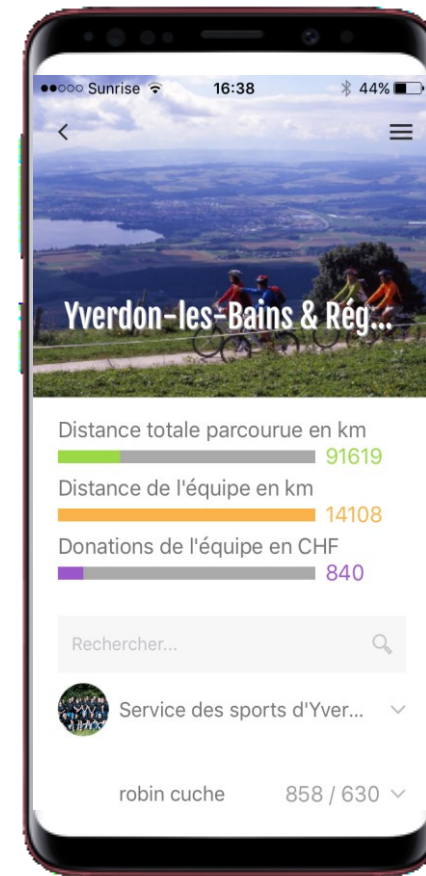 Sunrise 16:38 44%
Yverdon-les-Bains & Rég...
Distance totale parcourue en km
91619
Distance de l'équipe en km
14108
Donations de l'équipe en CHF
840
Rechercher...
Service des sports d'Yver...
robin cuche 858 / 630